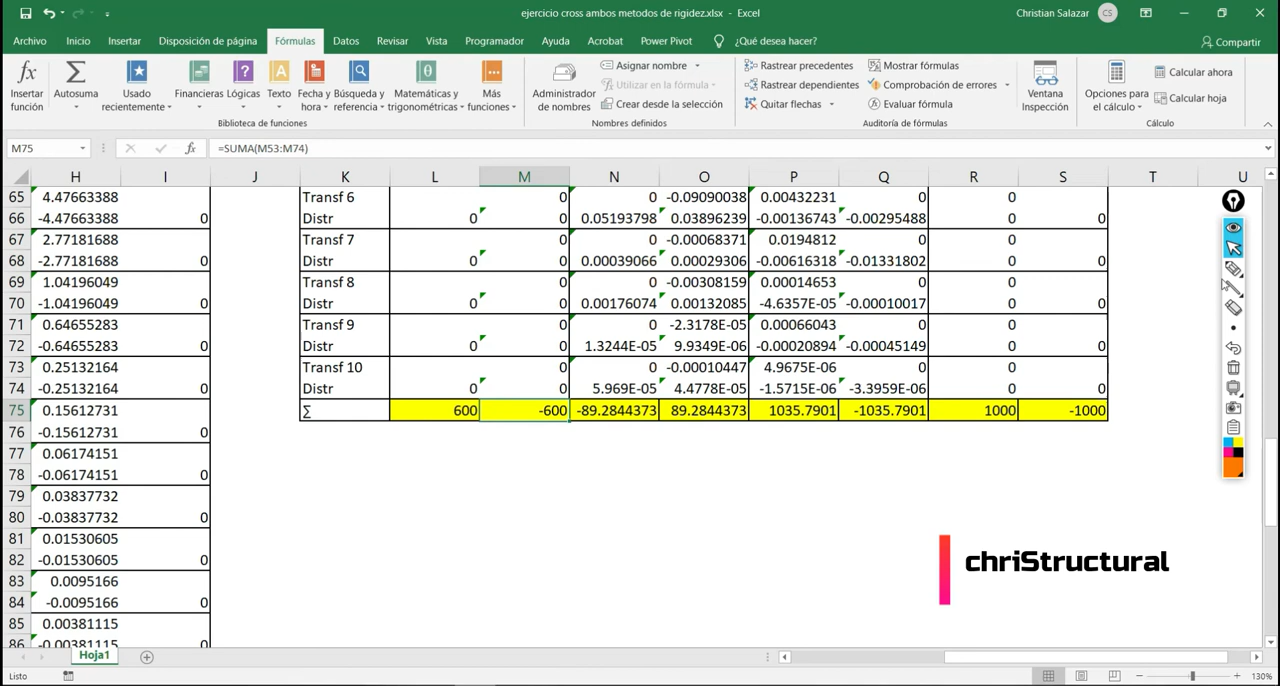 ejercicio cross ambos metodos de rigidez.xlsx - Excel
Christian Salazar CS
Archivo Inicio Insertar Disposición de página Fórmulas Datos Revisar Vista Programador Ayuda Acrobat Power Pivot ¿Qué desea hacer? Compartir
fx Σ ? A θ
Insertar función
Autosuma
Usado recientemente
Financieras
Lógicas
Texto
Fecha y hora
Búsqueda y referencia
Matemáticas y trigonométricas
Más funciones
Biblioteca de funciones
Administrador de nombres
Asignar nombre
Utilizar en la fórmula
Crear desde la selección
Nombres definidos
Rastrear precedentes
Rastrear dependientes
Quitar flechas
Mostrar fórmulas
Comprobación de errores
Evaluar fórmula
Auditoría de fórmulas
Ventana Inspección
Opciones para el cálculo
Calcular ahora
Calcular hoja
Cálculo
M75 fx =SUMA(M53:M74)
H I J K L M N O P Q R S T U
65 4.47663388 Transf 6 0 0 -0.09090038 0.00432231 0 0
66 -4.47663388 0 Distr 0 0 0.05193798 0.03896239 -0.00136743 -0.00295488 0 0
67 2.77181688 Transf 7 0 0 -0.00068371 0.0194812 0 0
68 -2.77181688 0 Distr 0 0 0.00039066 0.00029306 -0.00616318 -0.01331802 0 0
69 1.04196049 Transf 8 0 0 -0.00308159 0.00014653 0 0
70 -1.04196049 0 Distr 0 0 0.00176074 0.00132085 -4.6357E-05 -0.00010017 0 0
71 0.64655283 Transf 9 0 0 -2.3178E-05 0.00066043 0 0
72 -0.64655283 0 Distr 0 0 1.3244E-05 9.9349E-06 -0.00020894 -0.00045149 0 0
73 0.25132164 Transf 10 0 0 -0.00010447 4.9675E-06 0 0
74 -0.25132164 0 Distr 0 0 5.969E-05 4.4778E-05 -1.5715E-06 -3.3959E-06 0 0
75 0.15612731 Σ 600 -600 -89.2844373 89.2844373 1035.7901 -1035.7901 1000 -1000
76 -0.15612731 0
77 0.06174151
78 -0.06174151 0
79 0.03837732
80 -0.03837732 0
81 0.01530605
82 -0.01530605 0
83 0.0095166
84 -0.0095166 0
85 0.00381115
86 -0.00381115 0
chriStructural
Hoja1
Listo 130%